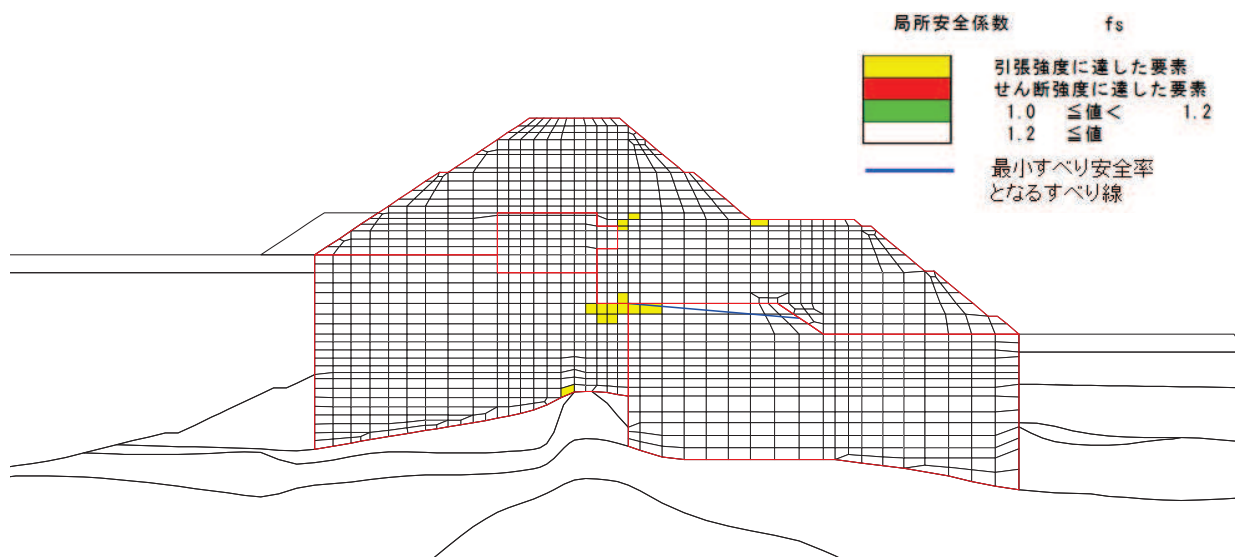 局所安全係数 fs
引張強度に達した要素
せん断強度に達した要素
1.0 ≦値< 1.2
1.2 ≦値
最小すべり安全率
となるすべり線